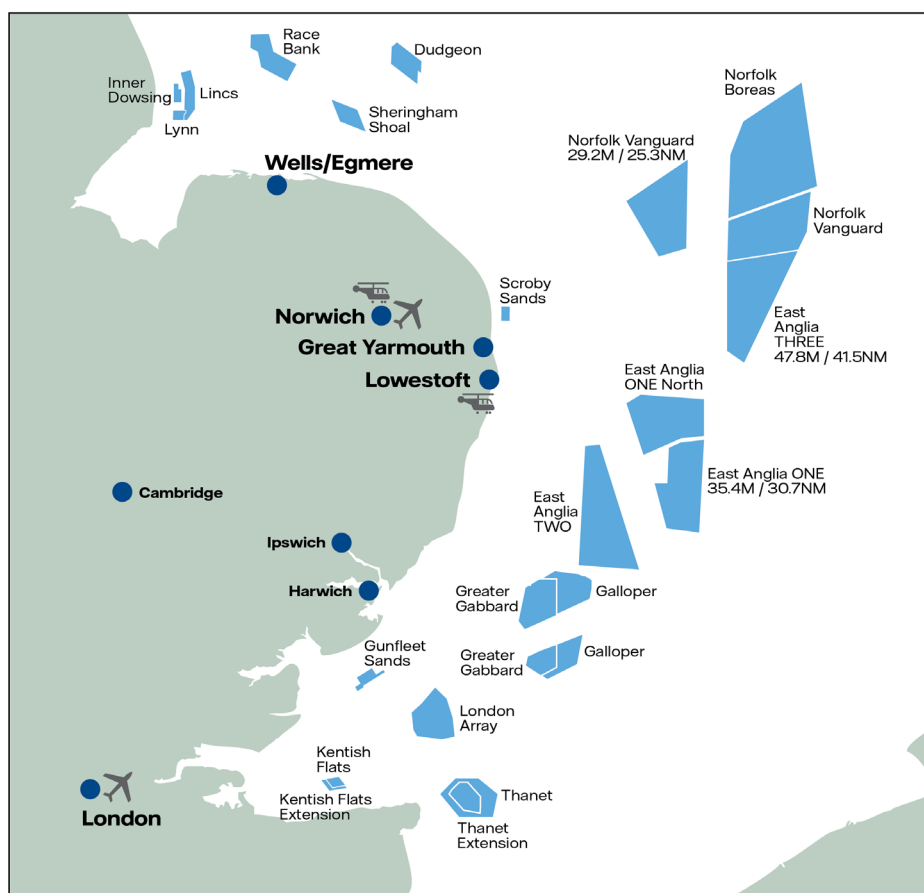 Race
Bank
Dudgeon
Inner
Dowsing
Lincs
Lynn
Sheringham
Shoal
Norfolk
Boreas
Norfolk Vanguard
29.2M / 25.3NM
Wells/Egmere
Norfolk
Vanguard
Scroby
Sands
Norwich
East
Anglia
THREE
47.8M / 41.5NM
Great Yarmouth
Lowestoft
East Anglia
ONE North
East Anglia ONE
35.4M / 30.7NM
Cambridge
East
Anglia
TWO
Ipswich
Harwich
Greater
Gabbard
Galloper
Gunfleet
Sands
Greater
Gabbard
Galloper
London
Array
Kentish
Flats
Kentish Flats
Extension
Thanet
Thanet
Extension
London